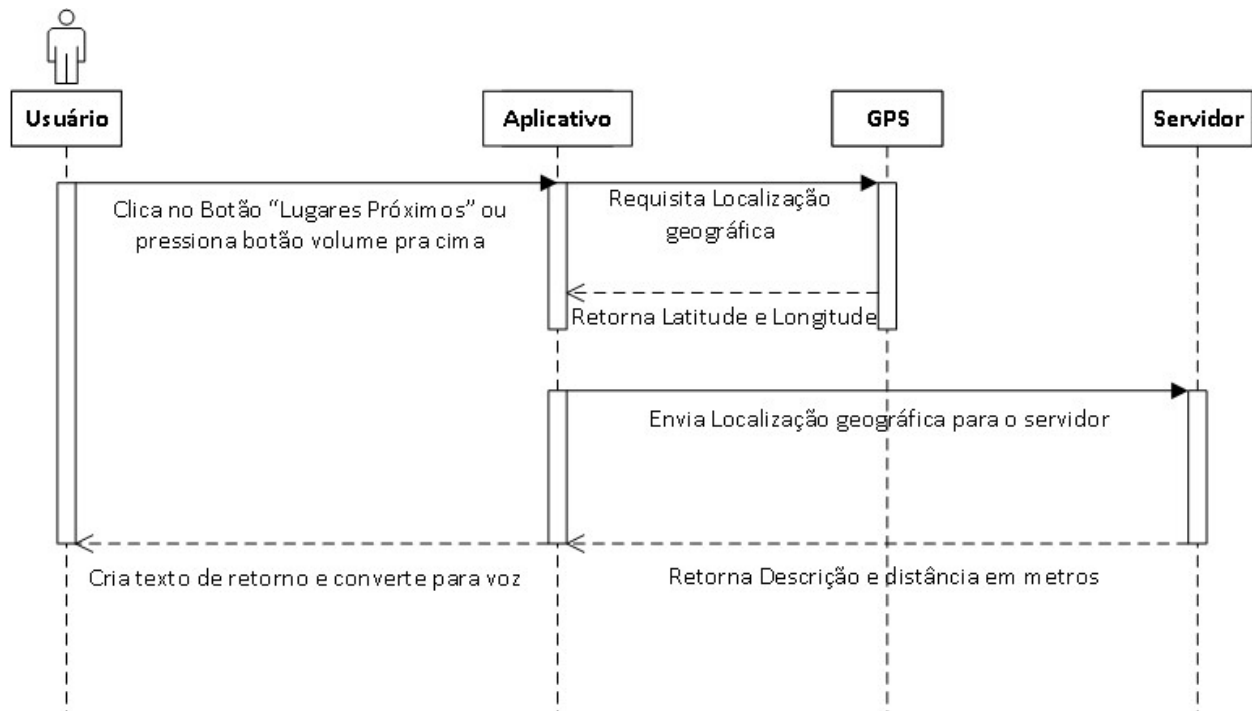 Usuário
Aplicativo
GPS
Servidor
Clica no Botão “Lugares Próximos” ou
pressiona botão volume pra cima
Requisita Localização
geográfica
Retorna Latitude e Longitude
Envia Localização geográfica para o servidor
Cria texto de retorno e converte para voz
Retorna Descrição e distância em metros